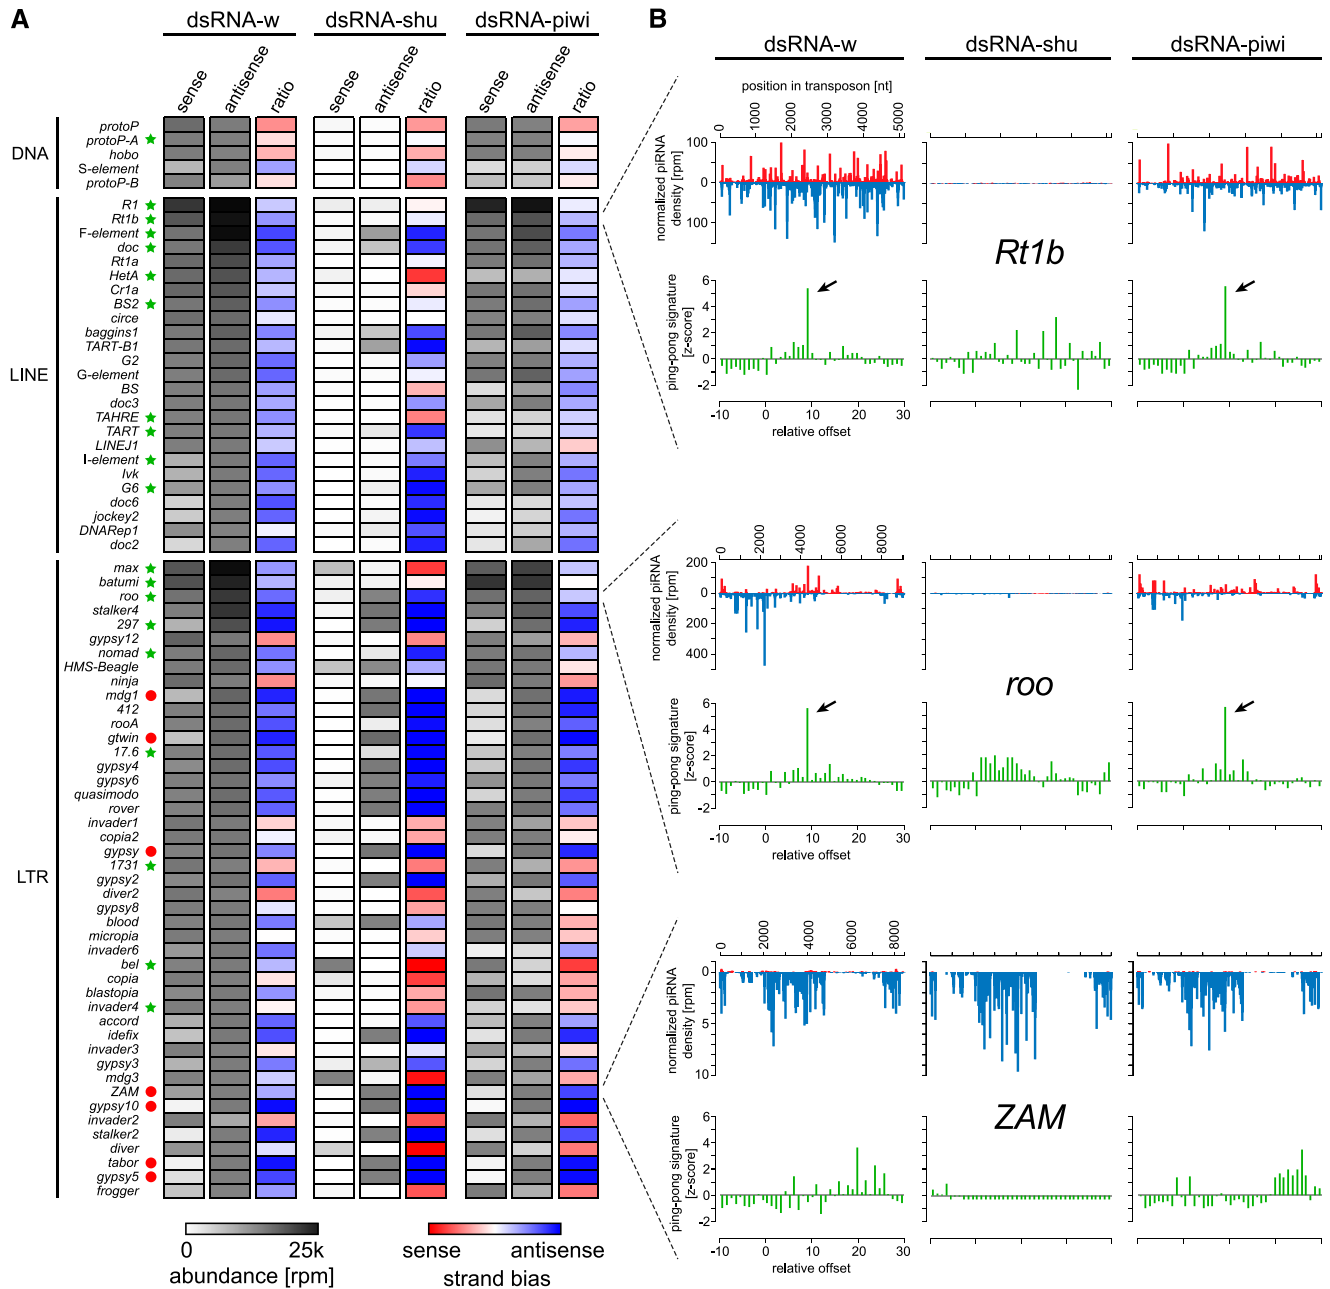 A
dsRNA-w
dsRNA-shu
dsRNA-piwi
sense
antisense
ratio
sense
antisense
ratio
sense
antisense
ratio
DNA
protoP
protoP-A
hobo
S-element
protoP-B
LINE
R1
Rt1b
F-element
doc
Rt1a
HetA
Cr1a
BS2
circe
baggins1
TART-B1
G2
G-element
BS
doc3
TAHRE
TART
LINEJ1
I-element
Ivk
G6
doc6
jockey2
DNARep1
doc2
LTR
max
batumi
roo
stalker4
297
gypsy12
nomad
HMS-Beagle
ninja
mdg1
412
rooA
gtwin
17.6
gypsy4
gypsy6
quasimodo
rover
invader1
copia2
gypsy
1731
gypsy2
diver2
gypsy8
blood
micropia
invader6
bel
copia
blastopia
invader4
accord
idefix
invader3
gypsy3
mdg3
ZAM
gypsy10
invader2
stalker2
diver
tabor
gypsy5
frogger
0
25k
abundance [rpm]
sense
antisense
strand bias
B
dsRNA-w
dsRNA-shu
dsRNA-piwi
position in transposon [nt]
0 1000 2000 3000 4000 5000
normalized piRNA
density [rpm]
100
0
100
Rt1b
ping-pong signature
[z-score]
6
4
2
0
-2
-10 0 10 20 30
relative offset
0 2000 4000 6000 8000
normalized piRNA
density [rpm]
200
0
200
400
roo
ping-pong signature
[z-score]
6
4
2
0
-2
-10 0 10 20 30
relative offset
0 2000 4000 6000 8000
normalized piRNA
density [rpm]
0
5
10
ZAM
ping-pong signature
[z-score]
6
4
2
0
-2
-10 0 10 20 30
relative offset